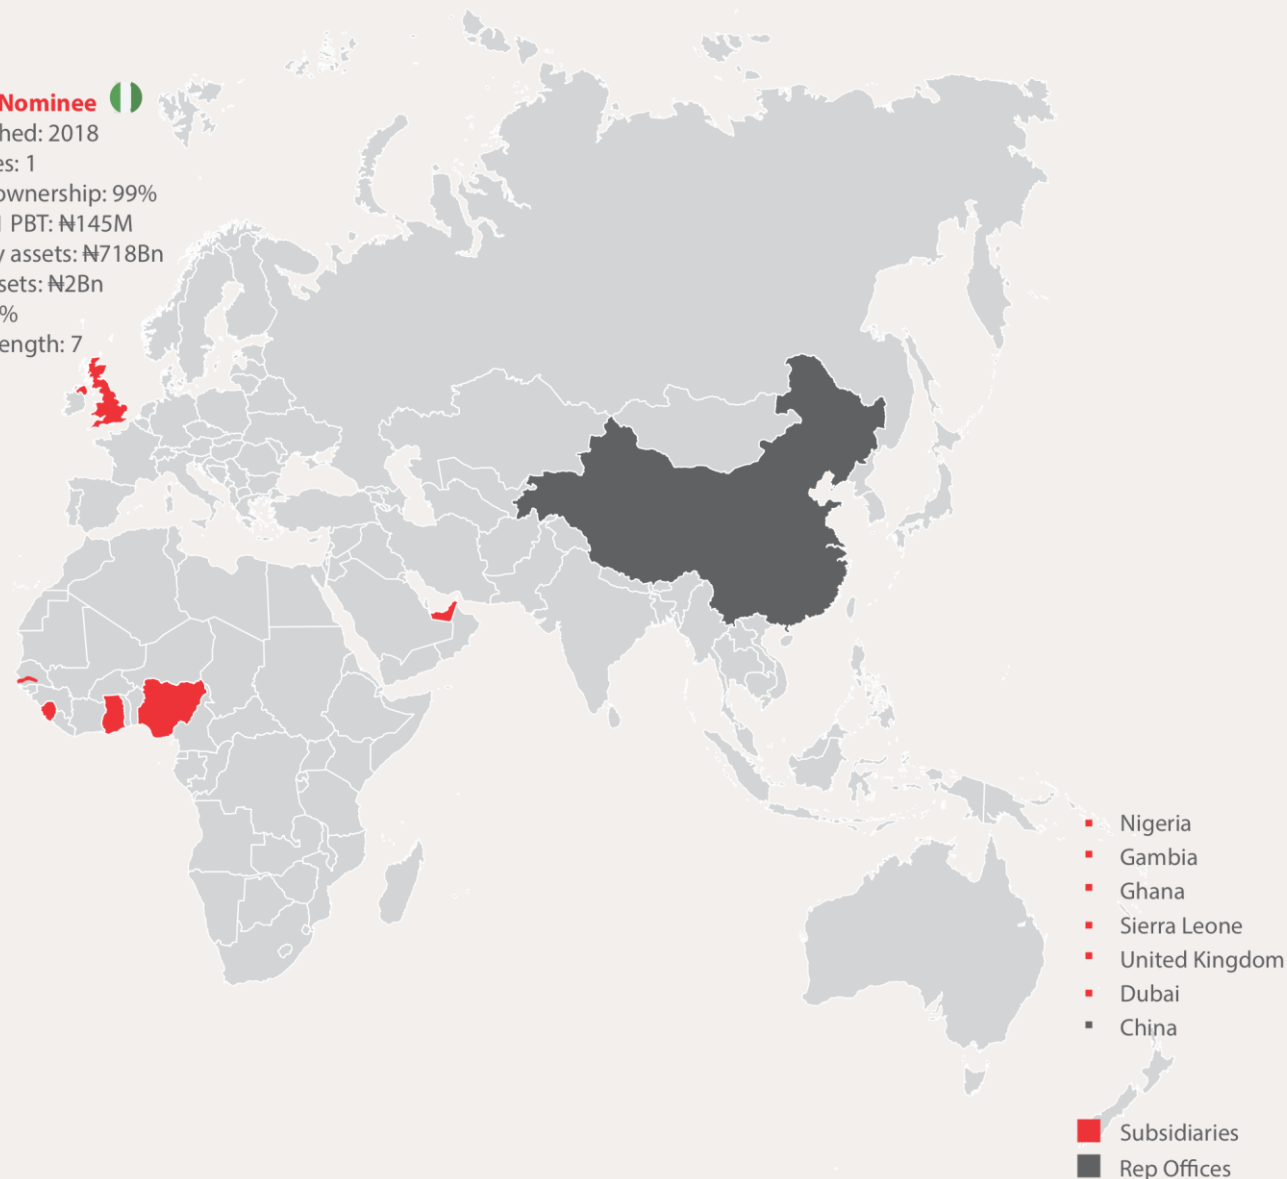 Nominee
hed: 2018
es: 1
ownership: 99%
PBT: ₦145M
y assets: ₦718Bn
sets: ₦2Bn
%
ength: 7
Nigeria
Gambia
Ghana
Sierra Leone
United Kingdom
Dubai
China
Subsidiaries
Rep Offices